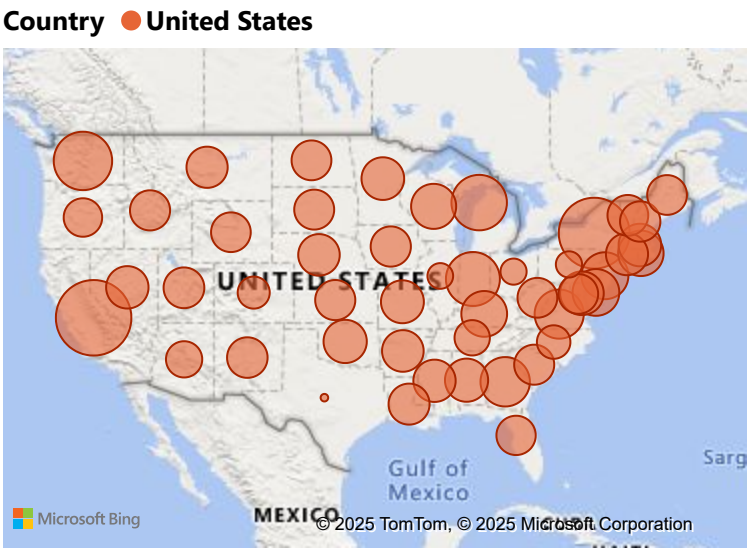 Country United States
UNITED STATES
Gulf of
Mexico
Sarg
Microsoft Bing
MEXICO
© 2025 TomTom, © 2025 Microsoft Corporation